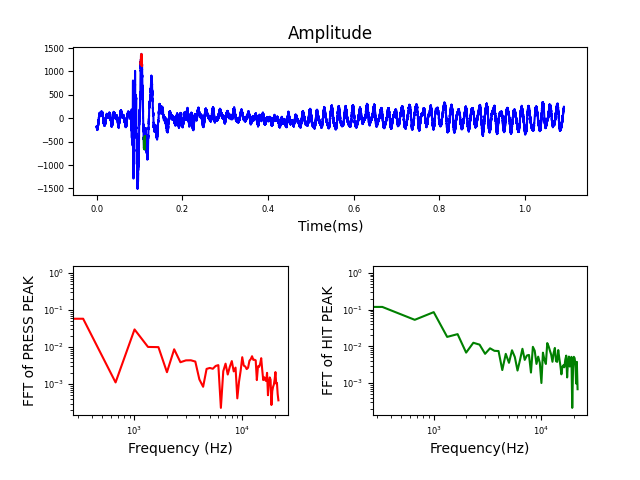 Amplitude
1500
1000
500
0
−500
−1000
−1500
0.0 0.2 0.4 0.6 0.8 1.0
Time(ms)
FFT of PRESS PEAK
10⁰
10⁻¹
10⁻²
10⁻³
10³ 10⁴
Frequency (Hz)
FFT of HIT PEAK
10⁰
10⁻¹
10⁻²
10⁻³
10³ 10⁴
Frequency(Hz)